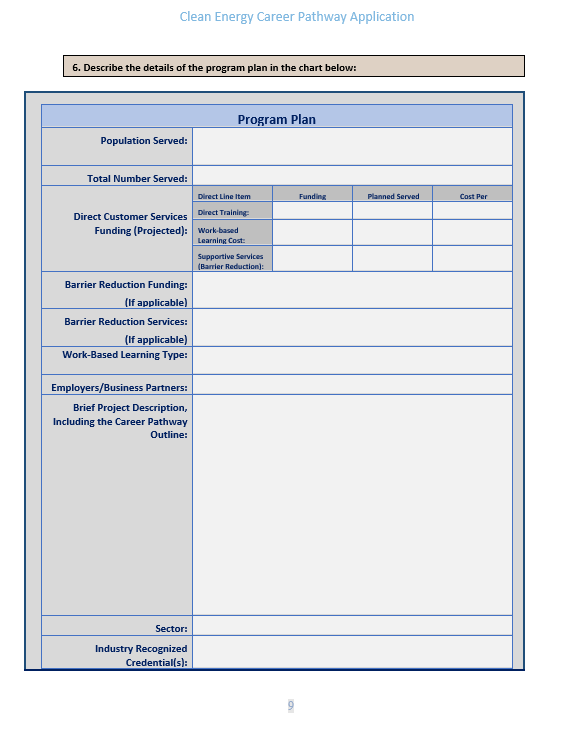 Clean Energy Career Pathway Application
6. Describe the details of the program plan in the chart below:
Program Plan
Population Served:
Total Number Served:
Direct Customer Services
Funding (Projected):
Direct Line Item Funding Planned Served Cost Per
Direct Training:
Work-based
Learning Cost:
Supportive Services
(Barrier Reduction):
Barrier Reduction Funding:
(If applicable)
Barrier Reduction Services:
(If applicable)
Work-Based Learning Type:
Employers/Business Partners:
Brief Project Description,
Including the Career Pathway
Outline:
Sector:
Industry Recognized
Credential(s):
9